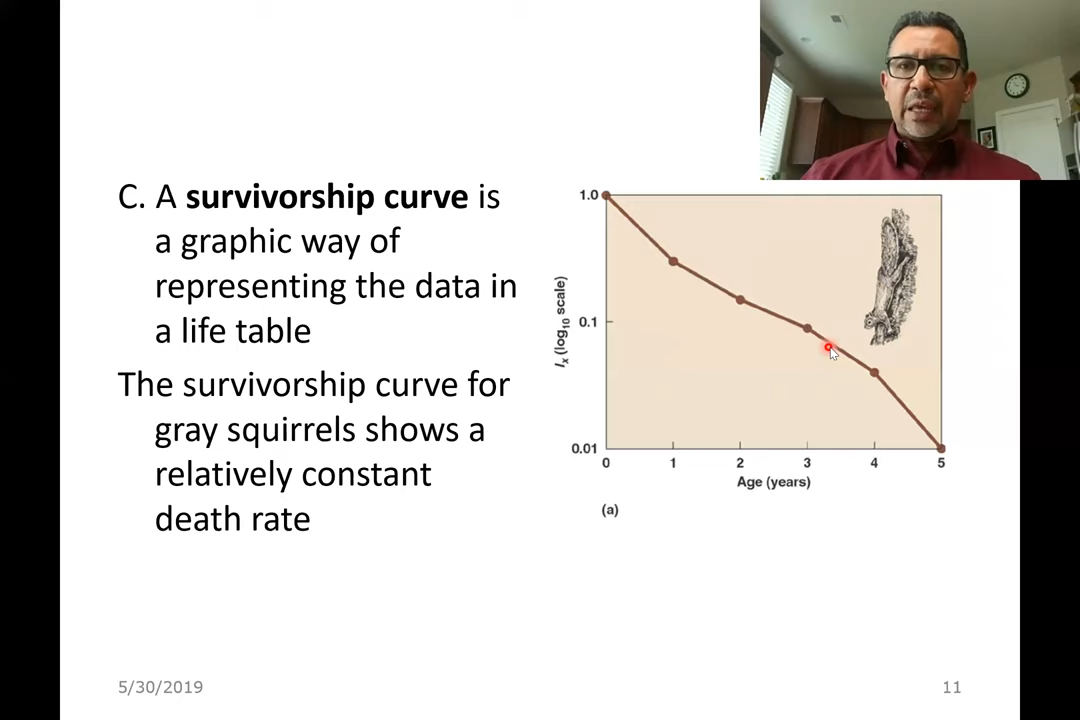 C. A survivorship curve is
a graphic way of
representing the data in
a life table
The survivorship curve for
gray squirrels shows a
relatively constant
death rate
1.0
0.1
0.01
lx (log10 scale)
0 1 2 3 4 5
Age (years)
(a)
5/30/2019
11